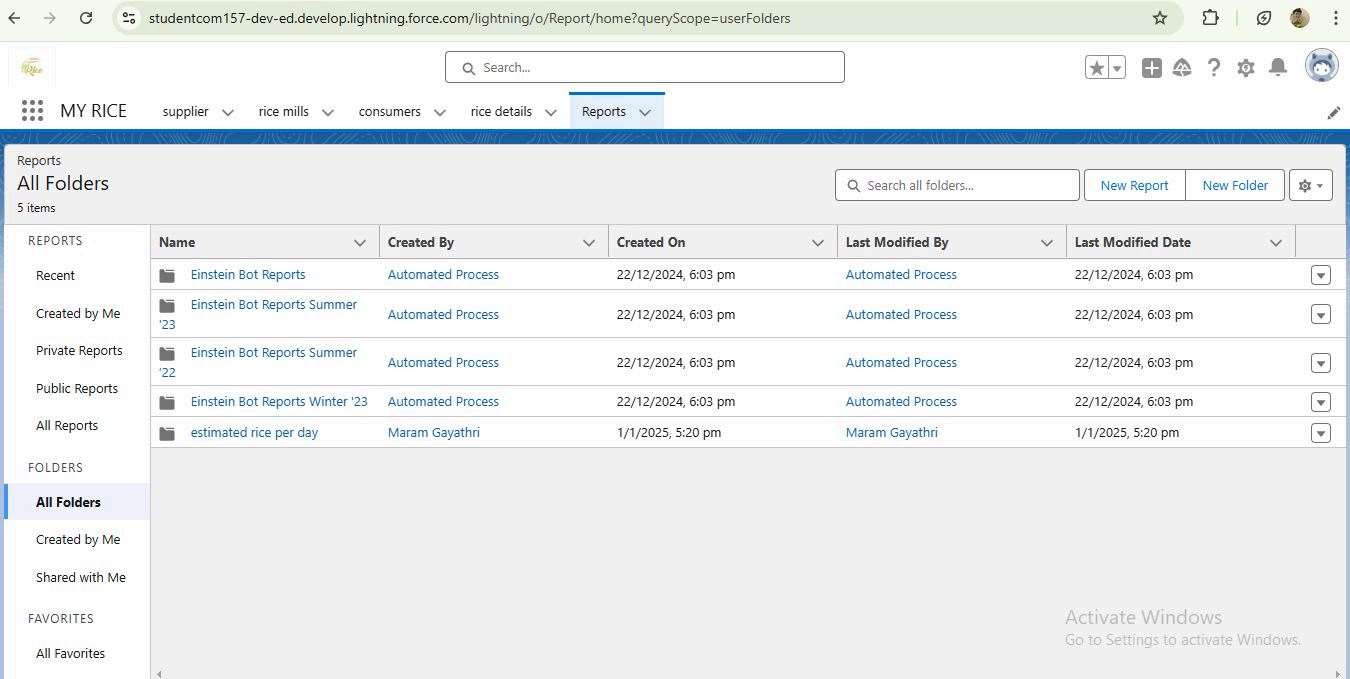 studentcom157-dev-ed.develop.lightning.force.com/lightning/o/Report/home?queryScope=userFolders
Rice
Search...
MY RICE
supplier
rice mills
consumers
rice details
Reports
Reports
All Folders
5 items
Search all folders...
New Report
New Folder
REPORTS
Recent
Created by Me
Private Reports
Public Reports
All Reports
FOLDERS
All Folders
Created by Me
Shared with Me
FAVORITES
All Favorites
Name Created By Created On Last Modified By Last Modified Date
Einstein Bot Reports Automated Process 22/12/2024, 6:03 pm Automated Process 22/12/2024, 6:03 pm
Einstein Bot Reports Summer
'23 Automated Process 22/12/2024, 6:03 pm Automated Process 22/12/2024, 6:03 pm
Einstein Bot Reports Summer
'22 Automated Process 22/12/2024, 6:03 pm Automated Process 22/12/2024, 6:03 pm
Einstein Bot Reports Winter '23 Automated Process 22/12/2024, 6:03 pm Automated Process 22/12/2024, 6:03 pm
estimated rice per day Maram Gayathri 1/1/2025, 5:20 pm Maram Gayathri 1/1/2025, 5:20 pm
Activate Windows
Go to Settings to activate Windows.